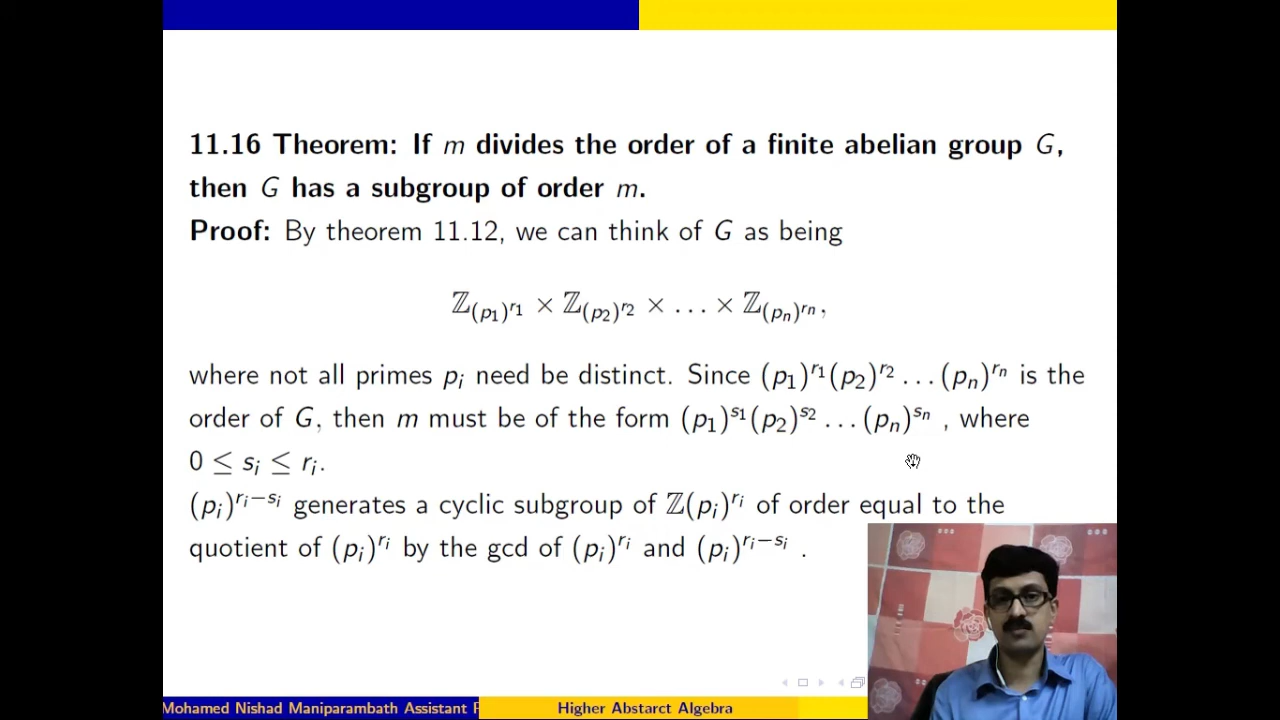 11.16 Theorem: If m divides the order of a finite abelian group G,
then G has a subgroup of order m.
Proof: By theorem 11.12, we can think of G as being
ℤ_{(p₁)^{r₁}} × ℤ_{(p₂)^{r₂}} × . . . × ℤ_{(pₙ)^{rₙ}},
where not all primes pᵢ need be distinct. Since (p₁)^{r₁}(p₂)^{r₂} . . . (pₙ)^{rₙ} is the
order of G, then m must be of the form (p₁)^{s₁}(p₂)^{s₂} . . . (pₙ)^{sₙ} , where
0 ≤ sᵢ ≤ rᵢ.
(pᵢ)^{rᵢ−sᵢ} generates a cyclic subgroup of ℤ(pᵢ)^{rᵢ} of order equal to the
quotient of (pᵢ)^{rᵢ} by the gcd of (pᵢ)^{rᵢ} and (pᵢ)^{rᵢ−sᵢ} .
Mohamed Nishad Maniparambath Assistant P
Higher Abstarct Algebra